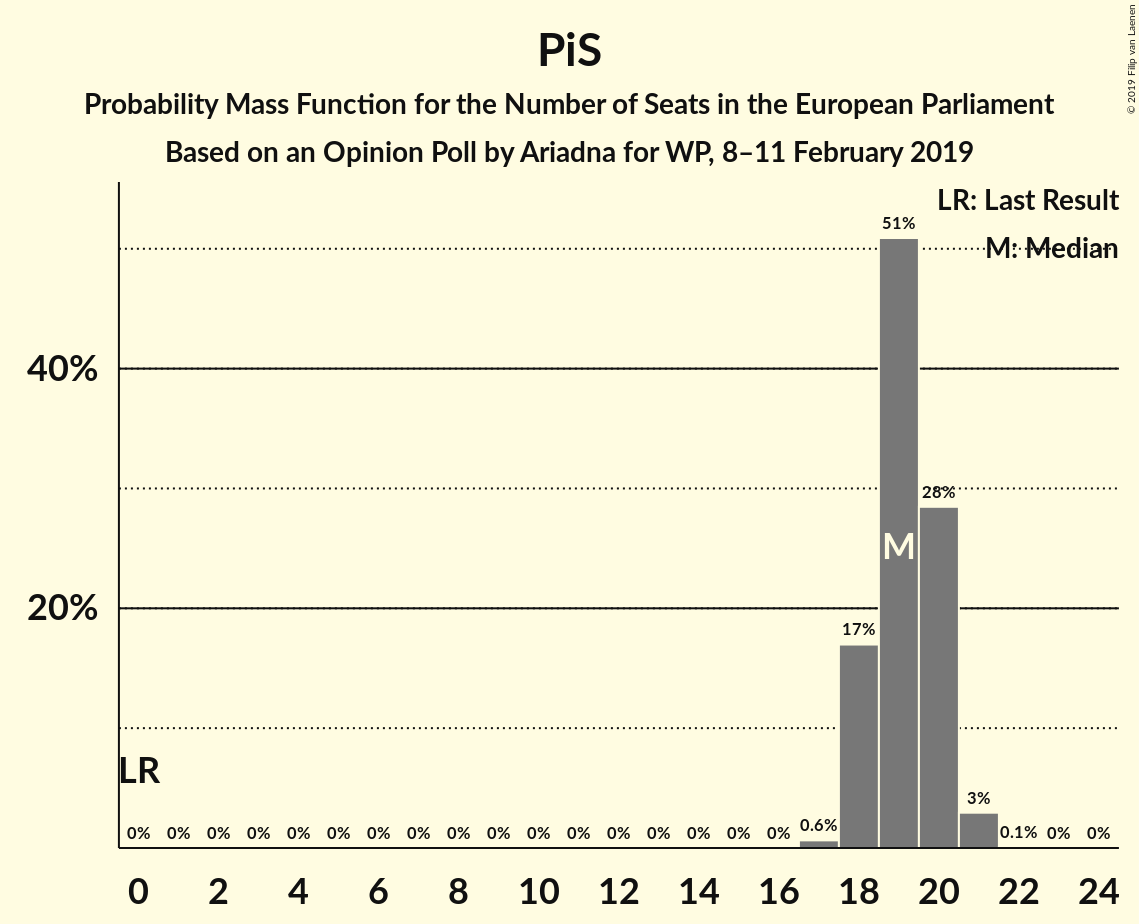 PiS
Probability Mass Function for the Number of Seats in the European Parliament
Based on an Opinion Poll by Ariadna for WP, 8–11 February 2019
© 2019 Filip van Laenen
LR: Last Result
M: Median
51%
40%
28%
M
20%
17%
LR
3%
0% 0% 0% 0% 0% 0% 0% 0% 0% 0% 0% 0% 0% 0% 0% 0% 0% 0.6% 0.1% 0% 0%
0 2 4 6 8 10 12 14 16 18 20 22 24